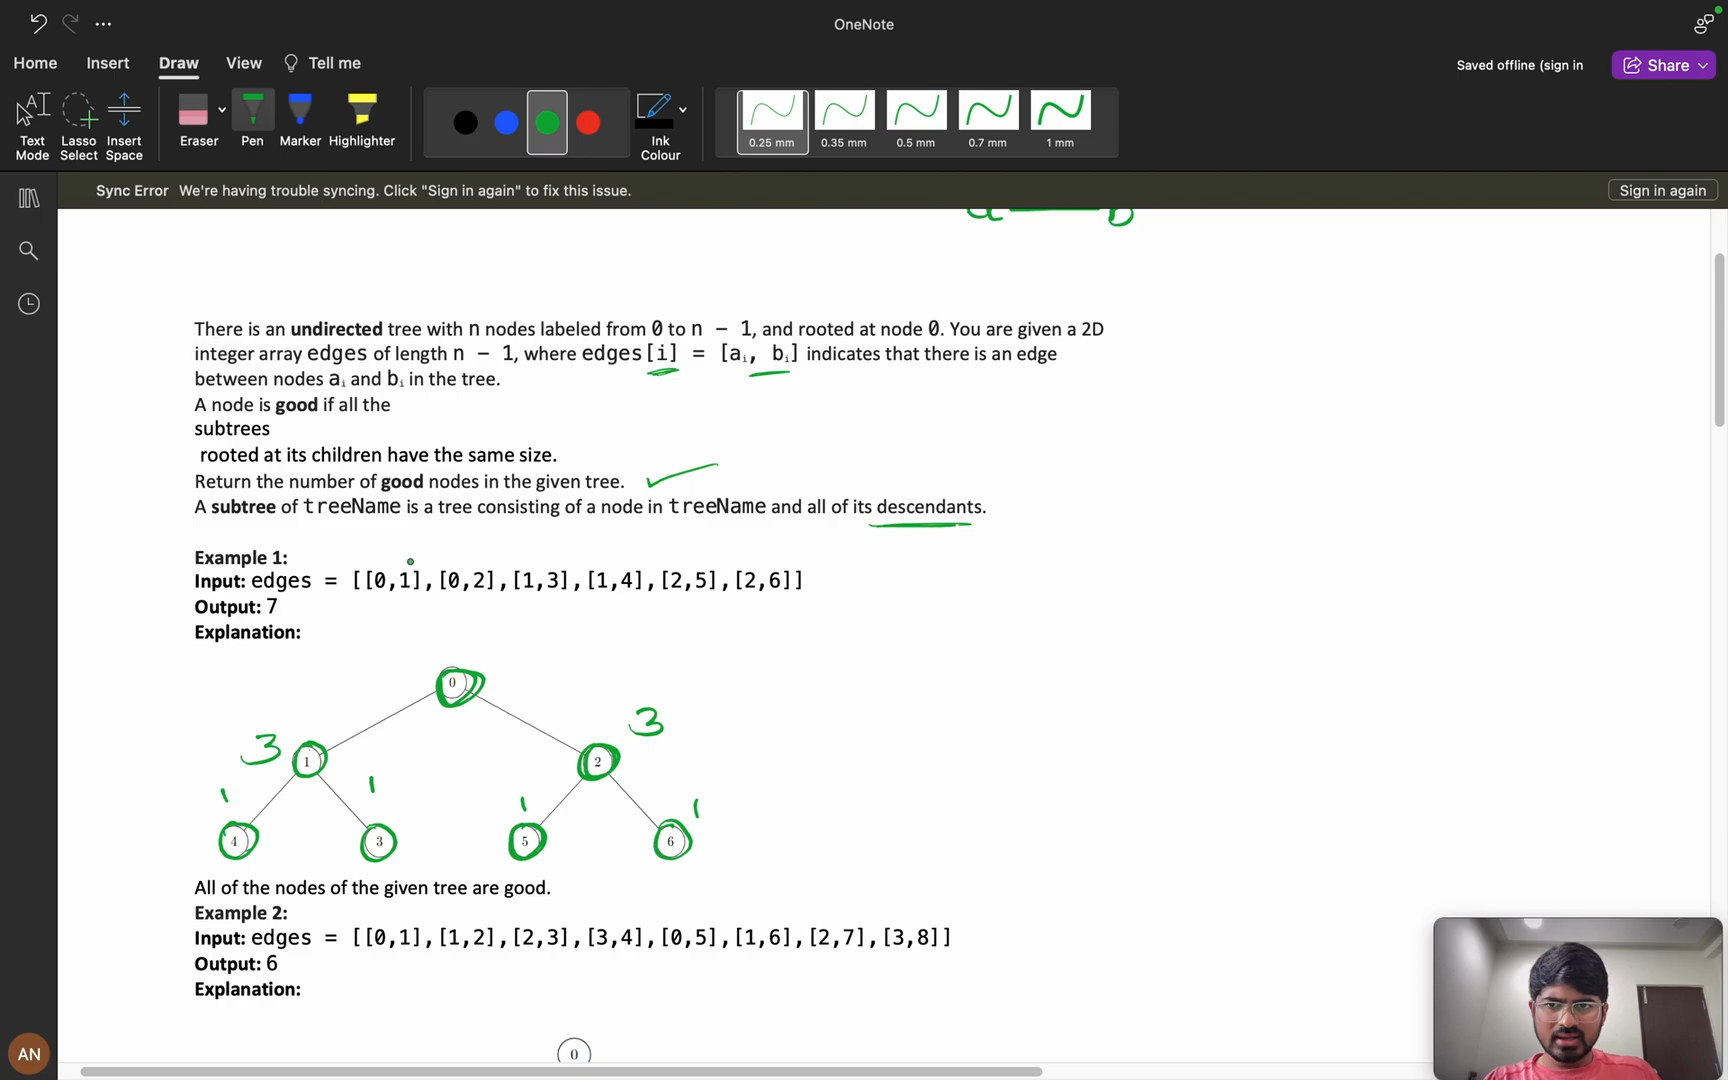 OneNote
Home Insert Draw View Tell me
Saved offline (sign in
Share
Text Mode
Lasso Select
Insert Space
Eraser
Pen
Marker
Highlighter
Ink Colour
0.25 mm
0.35 mm
0.5 mm
0.7 mm
1 mm
Sync Error We're having trouble syncing. Click "Sign in again" to fix this issue.
Sign in again
There is an undirected tree with n nodes labeled from 0 to n − 1, and rooted at node 0. You are given a 2D
integer array edges of length n − 1, where edges[i] = [aᵢ, bᵢ] indicates that there is an edge
between nodes aᵢ and bᵢ in the tree.
A node is good if all the
subtrees
rooted at its children have the same size.
Return the number of good nodes in the given tree.
A subtree of treeName is a tree consisting of a node in treeName and all of its descendants.
Example 1:
Input: edges = [[0,1],[0,2],[1,3],[1,4],[2,5],[2,6]]
Output: 7
Explanation:
0
3
3
1
2
1
1
1
1
4
3
5
6
All of the nodes of the given tree are good.
Example 2:
Input: edges = [[0,1],[1,2],[2,3],[3,4],[0,5],[1,6],[2,7],[3,8]]
Output: 6
Explanation:
0
AN